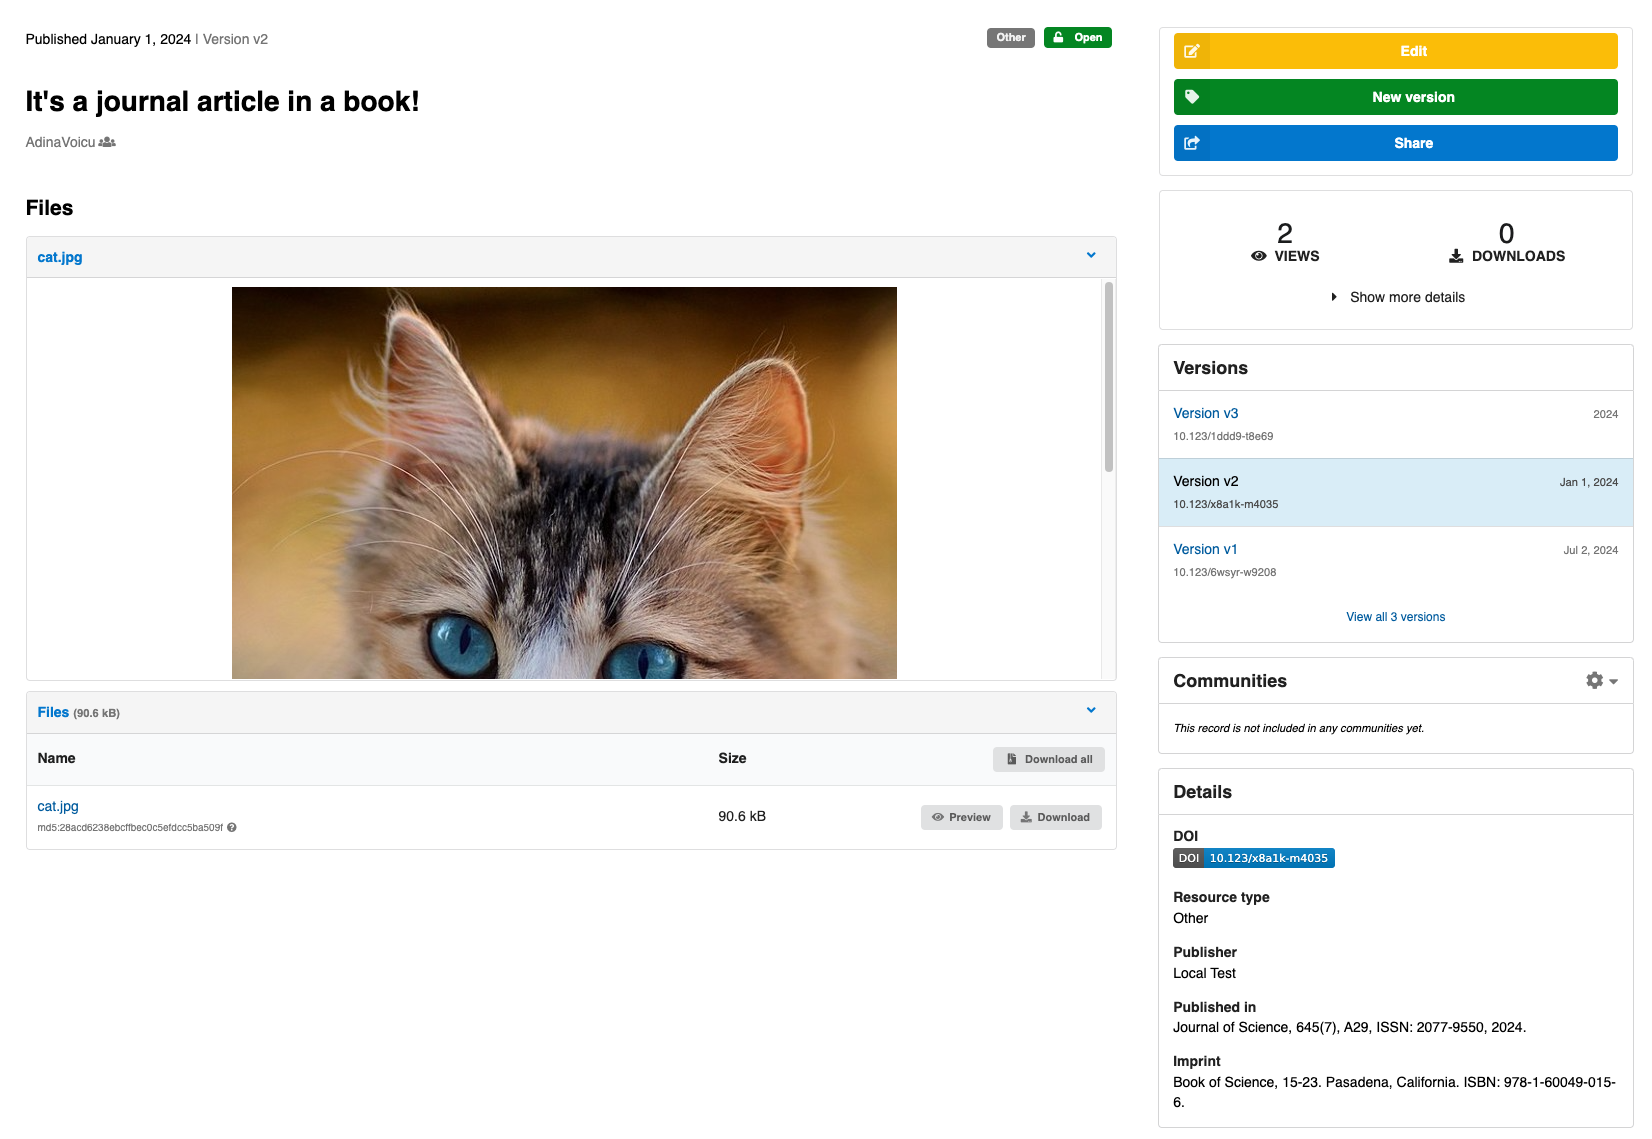 Published January 1, 2024 | Version v2
Other
Open
It's a journal article in a book!
AdinaVoicu
Files
cat.jpg
Files (90.6 kB)
Name Size Download all
cat.jpg
md5:28acd6238ebcffbec0c5efdcc5ba509f
90.6 kB
Preview
Download
Edit
New version
Share
2
VIEWS
0
DOWNLOADS
Show more details
Versions
Version v3 2024
10.123/1ddd9-t8e69
Version v2 Jan 1, 2024
10.123/x8a1k-m4035
Version v1 Jul 2, 2024
10.123/6wsyr-w9208
View all 3 versions
Communities
This record is not included in any communities yet.
Details
DOI
DOI 10.123/x8a1k-m4035
Resource type
Other
Publisher
Local Test
Published in
Journal of Science, 645(7), A29, ISSN: 2077-9550, 2024.
Imprint
Book of Science, 15-23. Pasadena, California. ISBN: 978-1-60049-015-
6.